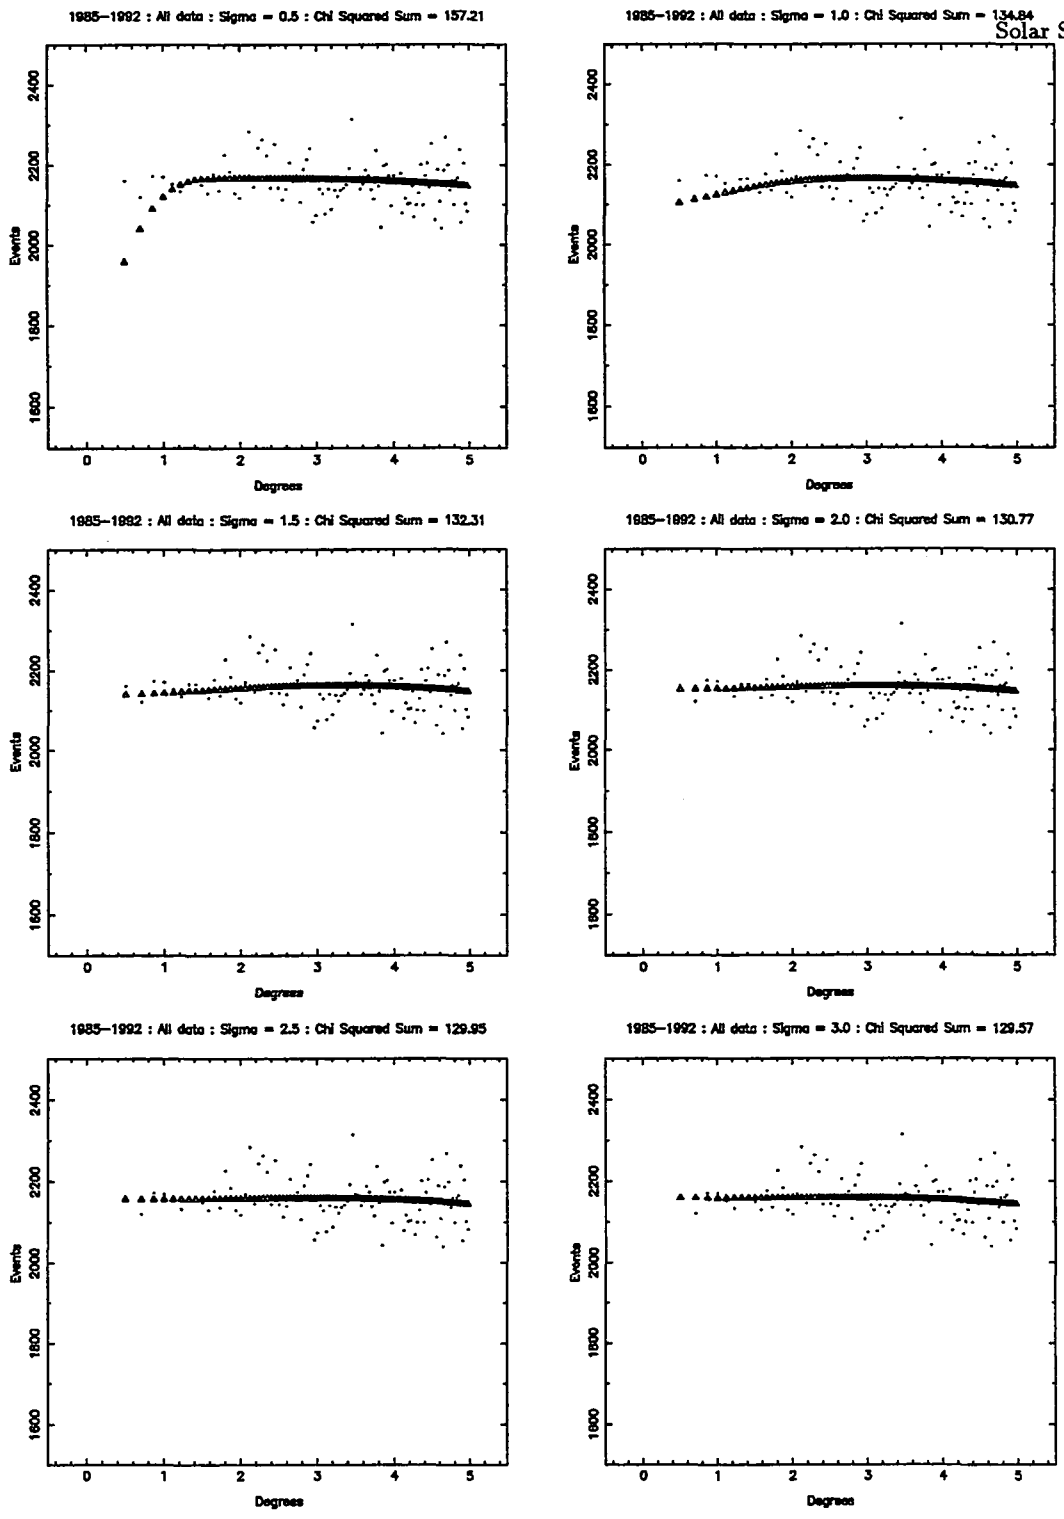 1985-1992 : All data : Sigma = 0.5 : Chi Squared Sum = 157.21
2400
2200
2000
1800
1600
Events
0 1 2 3 4 5
Degrees
1985-1992 : All data : Sigma = 1.0 : Chi Squared Sum = 134.84
Solar S
2400
2200
2000
1800
1600
Events
0 1 2 3 4 5
Degrees
1985-1992 : All data : Sigma = 1.5 : Chi Squared Sum = 132.31
2400
2200
2000
1800
1600
Events
0 1 2 3 4 5
Degrees
1985-1992 : All data : Sigma = 2.0 : Chi Squared Sum = 130.77
2400
2200
2000
1800
1600
Events
0 1 2 3 4 5
Degrees
1985-1992 : All data : Sigma = 2.5 : Chi Squared Sum = 129.95
2400
2200
2000
1800
1600
Events
0 1 2 3 4 5
Degrees
1985-1992 : All data : Sigma = 3.0 : Chi Squared Sum = 129.57
2400
2200
2000
1800
1600
Events
0 1 2 3 4 5
Degrees